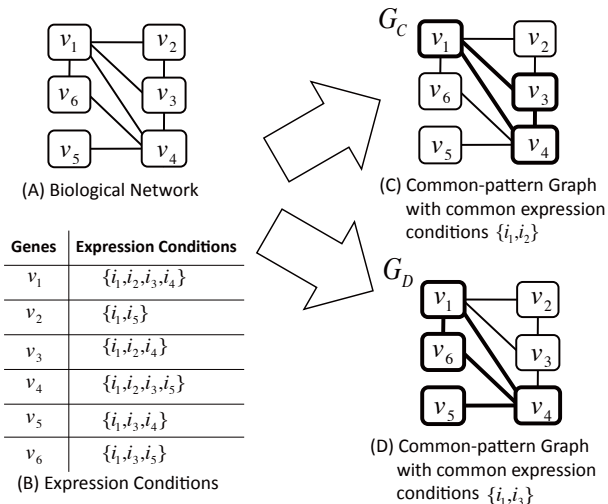 v1
v2
v6
v3
v5
v4
(A) Biological Network
Genes Expression Conditions
v1 {i1,i2,i3,i4}
v2 {i1,i5}
v3 {i1,i2,i4}
v4 {i1,i2,i3,i5}
v5 {i1,i3,i4}
v6 {i1,i3,i5}
(B) Expression Conditions
GC
v1
v2
v6
v3
v5
v4
(C) Common-pattern Graph
with common expression
conditions {i1,i2}
GD
v1
v2
v6
v3
v5
v4
(D) Common-pattern Graph
with common expression
conditions {i1,i3}